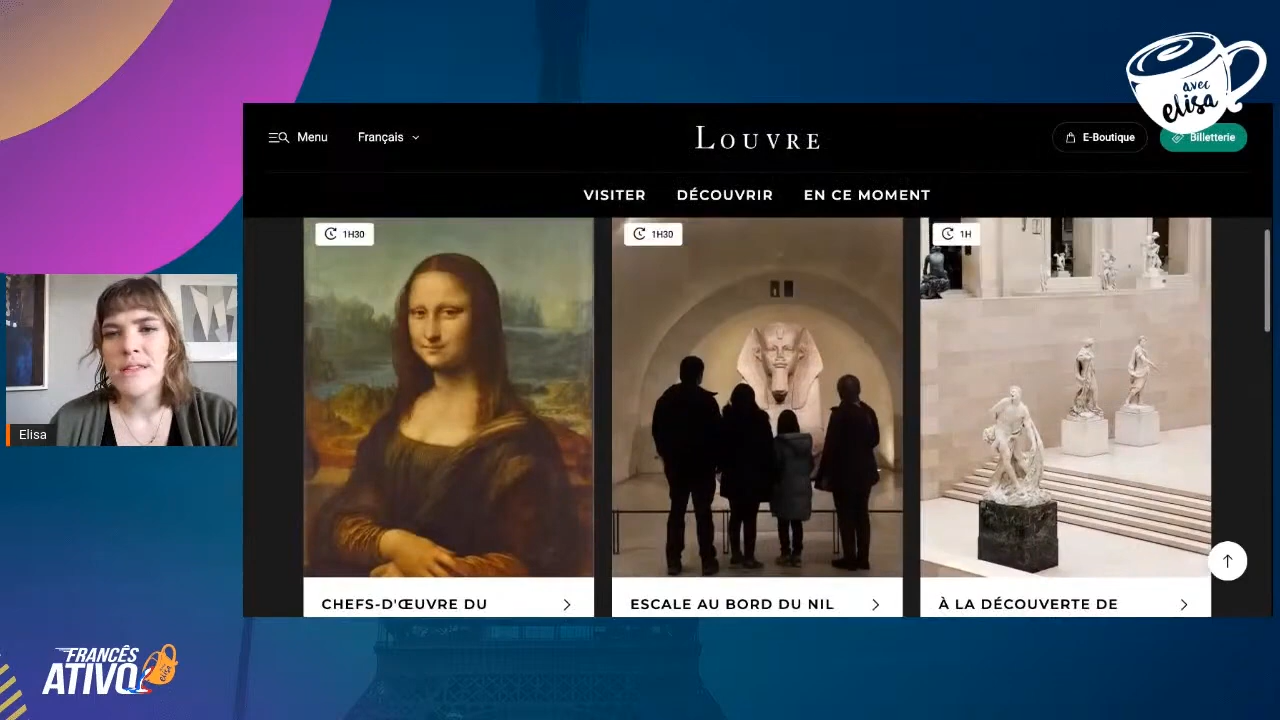 avec
elisa
Menu
Français
LOUVRE
E-Boutique
Billetterie
VISITER
DÉCOUVRIR
EN CE MOMENT
1H30
1H30
1H
Elisa
CHEFS-D'ŒUVRE DU
ESCALE AU BORD DU NIL
À LA DÉCOUVERTE DE
FRANCÊS
ATIVO
elisa